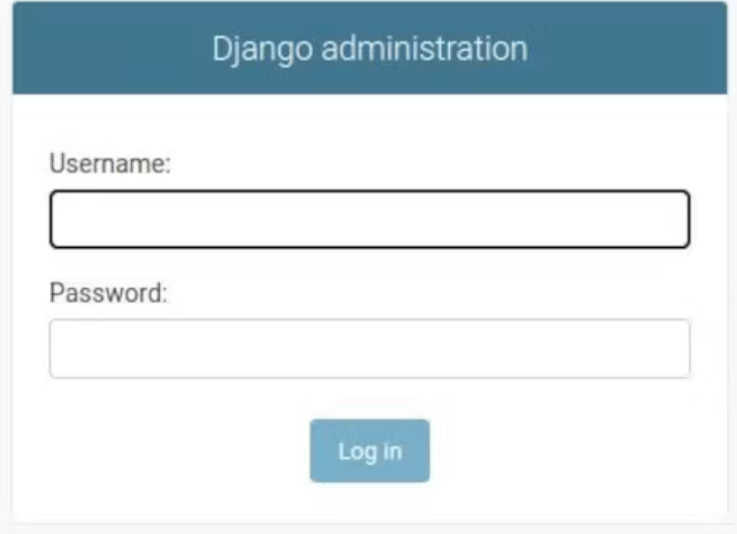 Django administration
Username:
Password:
Log in